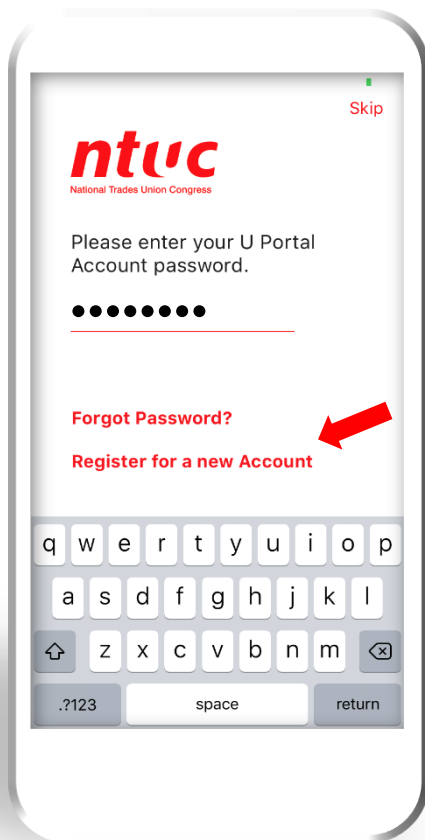 Skip
ntuc
National Trades Union Congress
Please enter your U Portal
Account password.
Forgot Password?
Register for a new Account
q w e r t y u i o p
a s d f g h j k l
z x c v b n m
.?123 space return